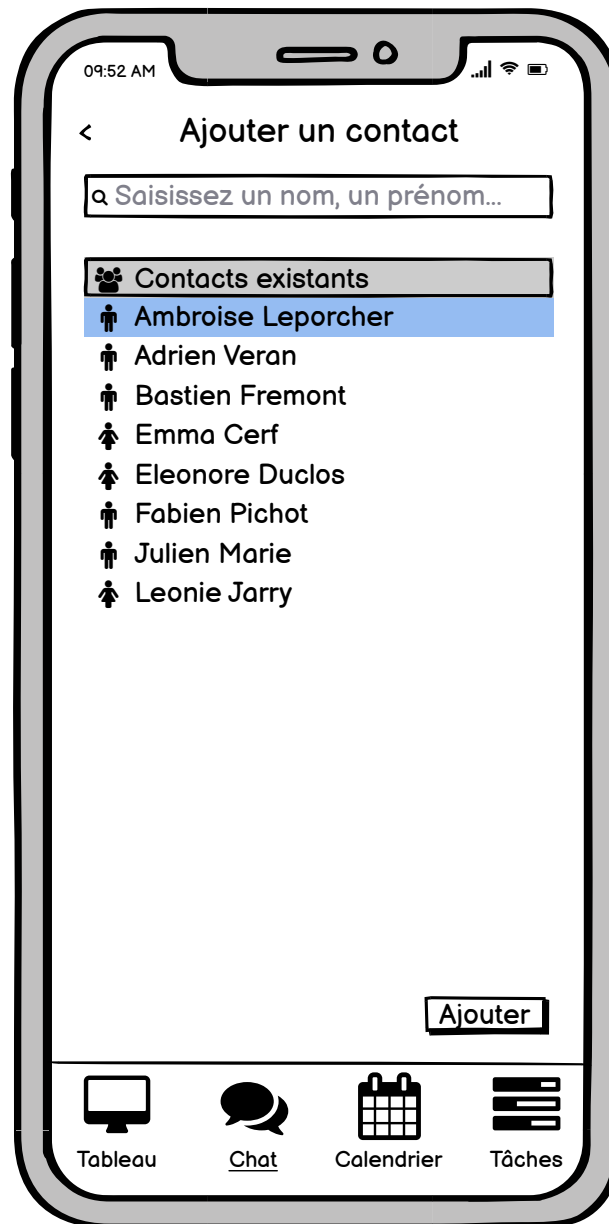 09:52 AM
< Ajouter un contact
Saisissez un nom, un prénom...
Contacts existants
Ambroise Leporcher
Adrien Veran
Bastien Fremont
Emma Cerf
Eleonore Duclos
Fabien Pichot
Julien Marie
Leonie Jarry
Ajouter
Tableau Chat Calendrier Tâches